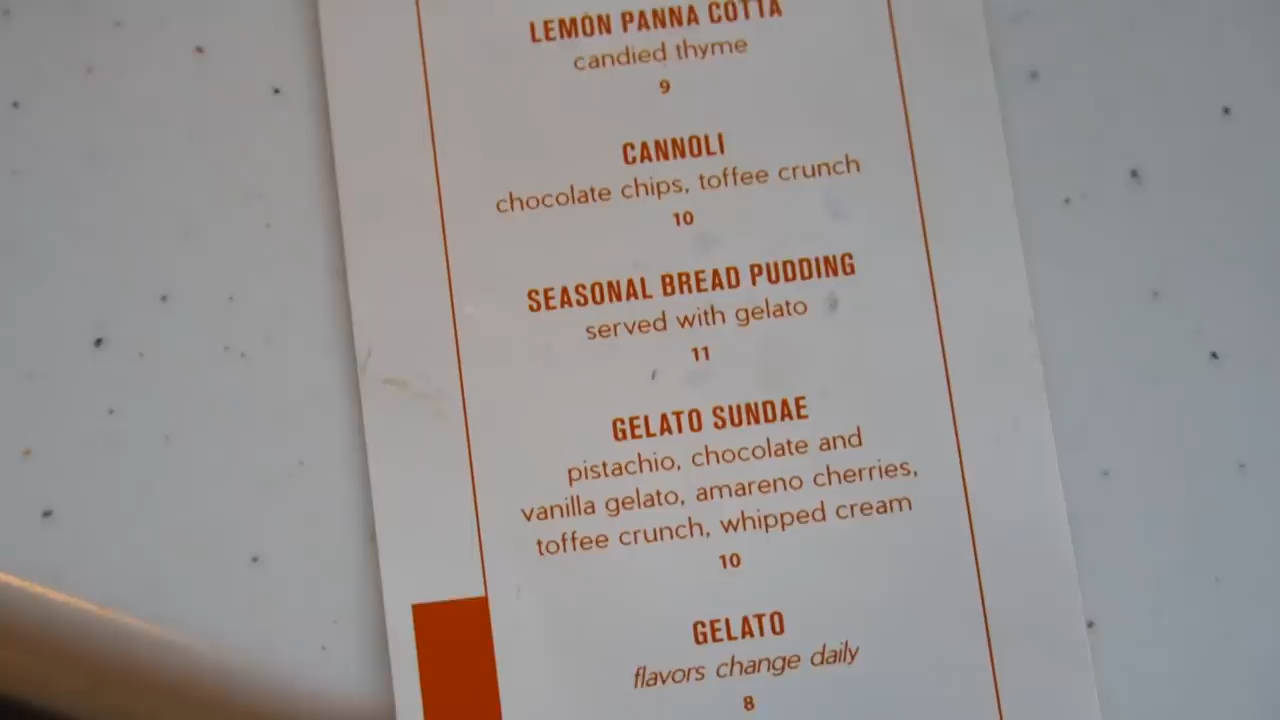 LEMON PANNA COTTA
candied thyme
9
CANNOLI
chocolate chips, toffee crunch
10
SEASONAL BREAD PUDDING
served with gelato
11
GELATO SUNDAE
pistachio, chocolate and
vanilla gelato, amareno cherries,
toffee crunch, whipped cream
10
GELATO
flavors change daily
8